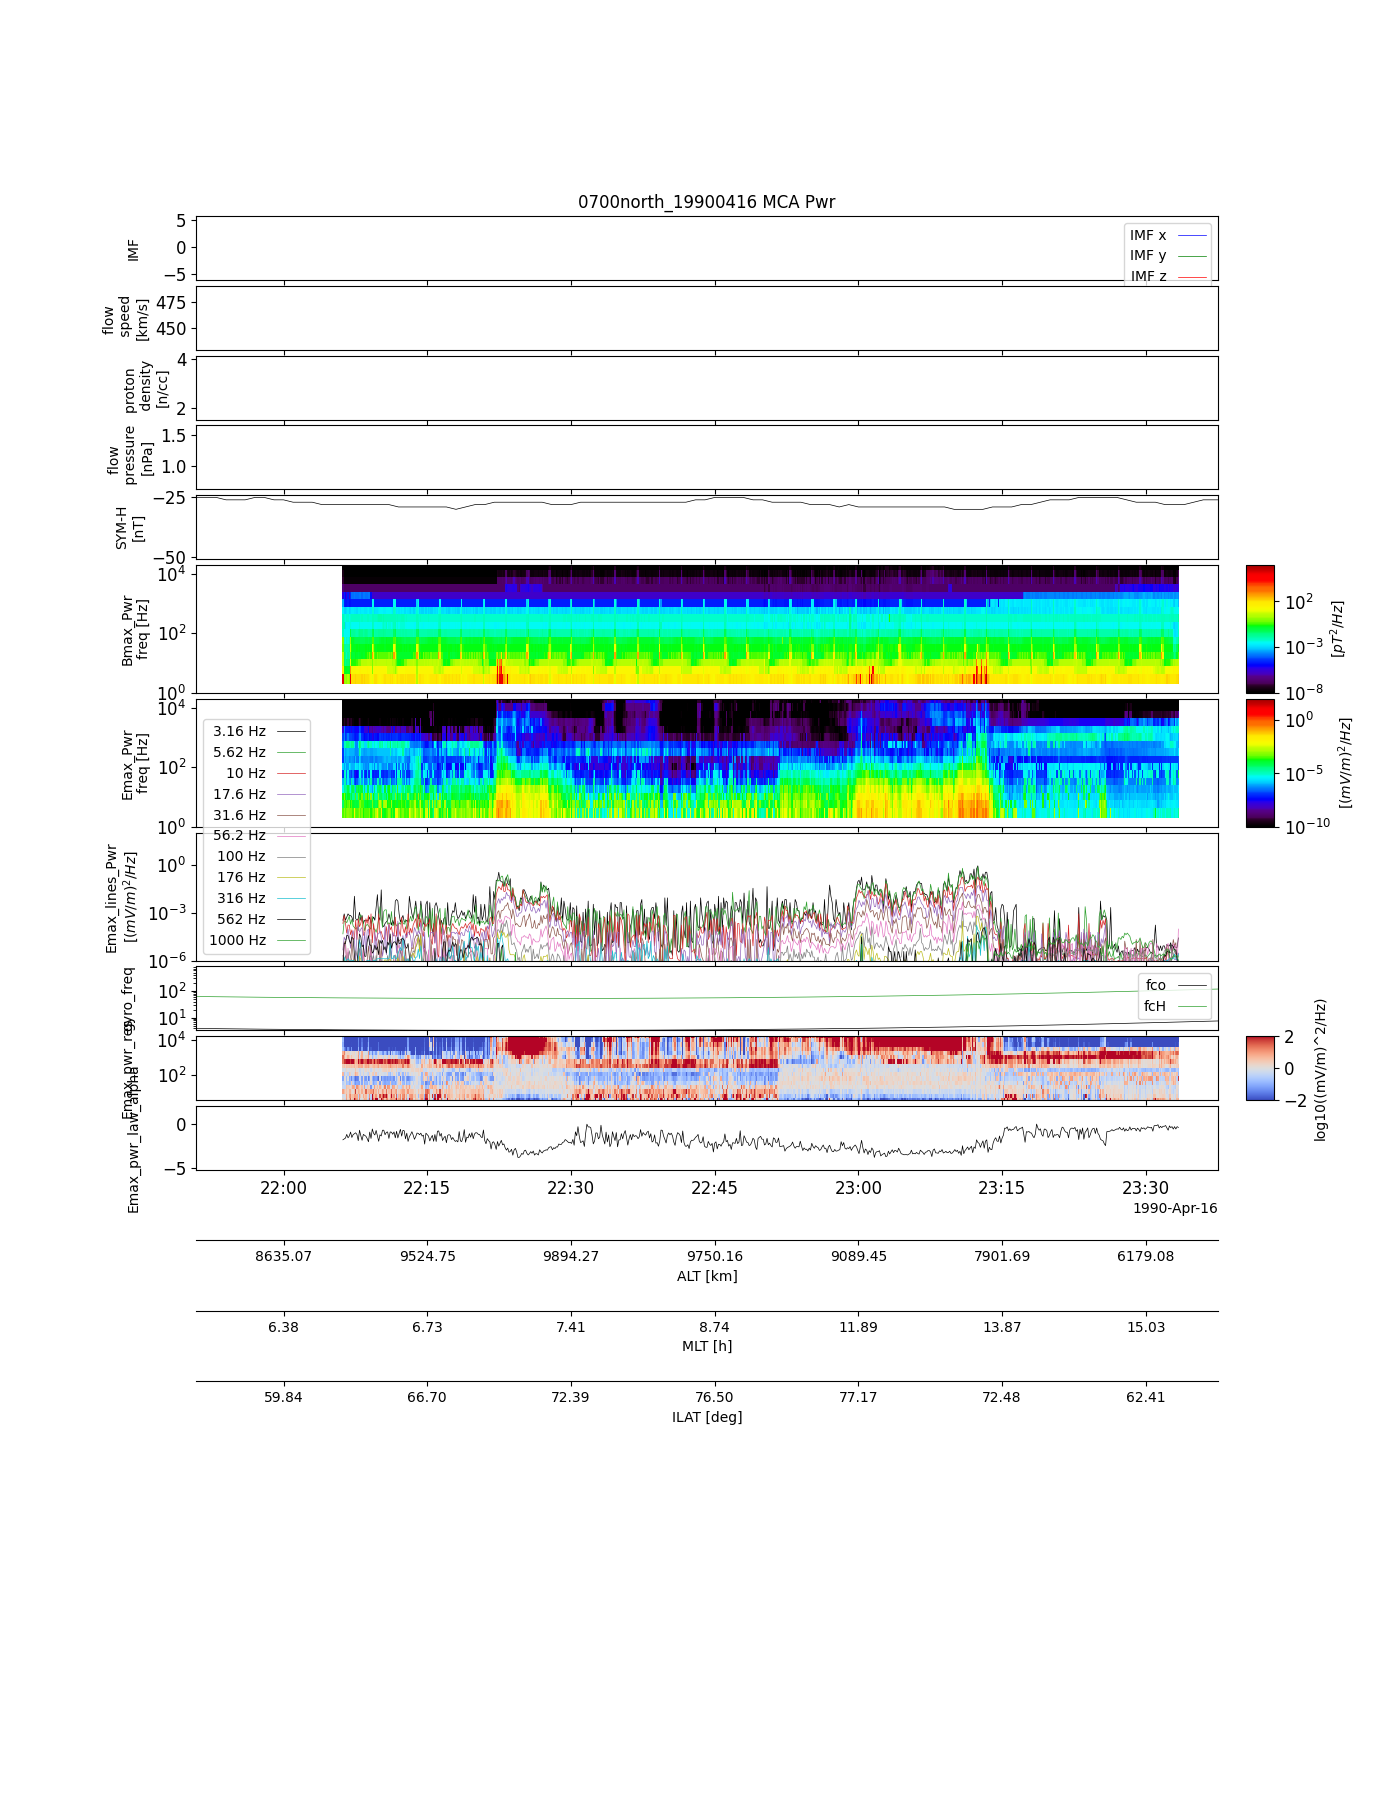 0700north_19900416 MCA Pwr
5
0
−5
IMF
IMF x
IMF y
IMF z
475
450
flow
speed
[km/s]
4
2
proton
density
[n/cc]
1.5
1.0
flow
pressure
[nPa]
−25
−50
SYM-H
[nT]
10^4
10^2
10^0
Bmax_Pwr
freq [Hz]
10^2
10^−3
10^−8
[pT^2/Hz]
10^4
10^2
10^0
Emax_Pwr
freq [Hz]
10^0
10^−5
10^−10
[(mV/m)^2/Hz]
3.16 Hz
5.62 Hz
10 Hz
17.6 Hz
31.6 Hz
56.2 Hz
100 Hz
176 Hz
316 Hz
562 Hz
1000 Hz
10^0
10^−3
10^−6
Emax_lines_Pwr
[(mV/m)^2/Hz]
10^2
10^1
gyro_freq
fco
fcH
10^4
10^2
Emax_pwr_reg
2
0
−2
log10((mV/m)^2/Hz)
0
−5
Emax_pwr_law_alpha
22:00 22:15 22:30 22:45 23:00 23:15 23:30
1990-Apr-16
8635.07 9524.75 9894.27 9750.16 9089.45 7901.69 6179.08
ALT [km]
6.38 6.73 7.41 8.74 11.89 13.87 15.03
MLT [h]
59.84 66.70 72.39 76.50 77.17 72.48 62.41
ILAT [deg]